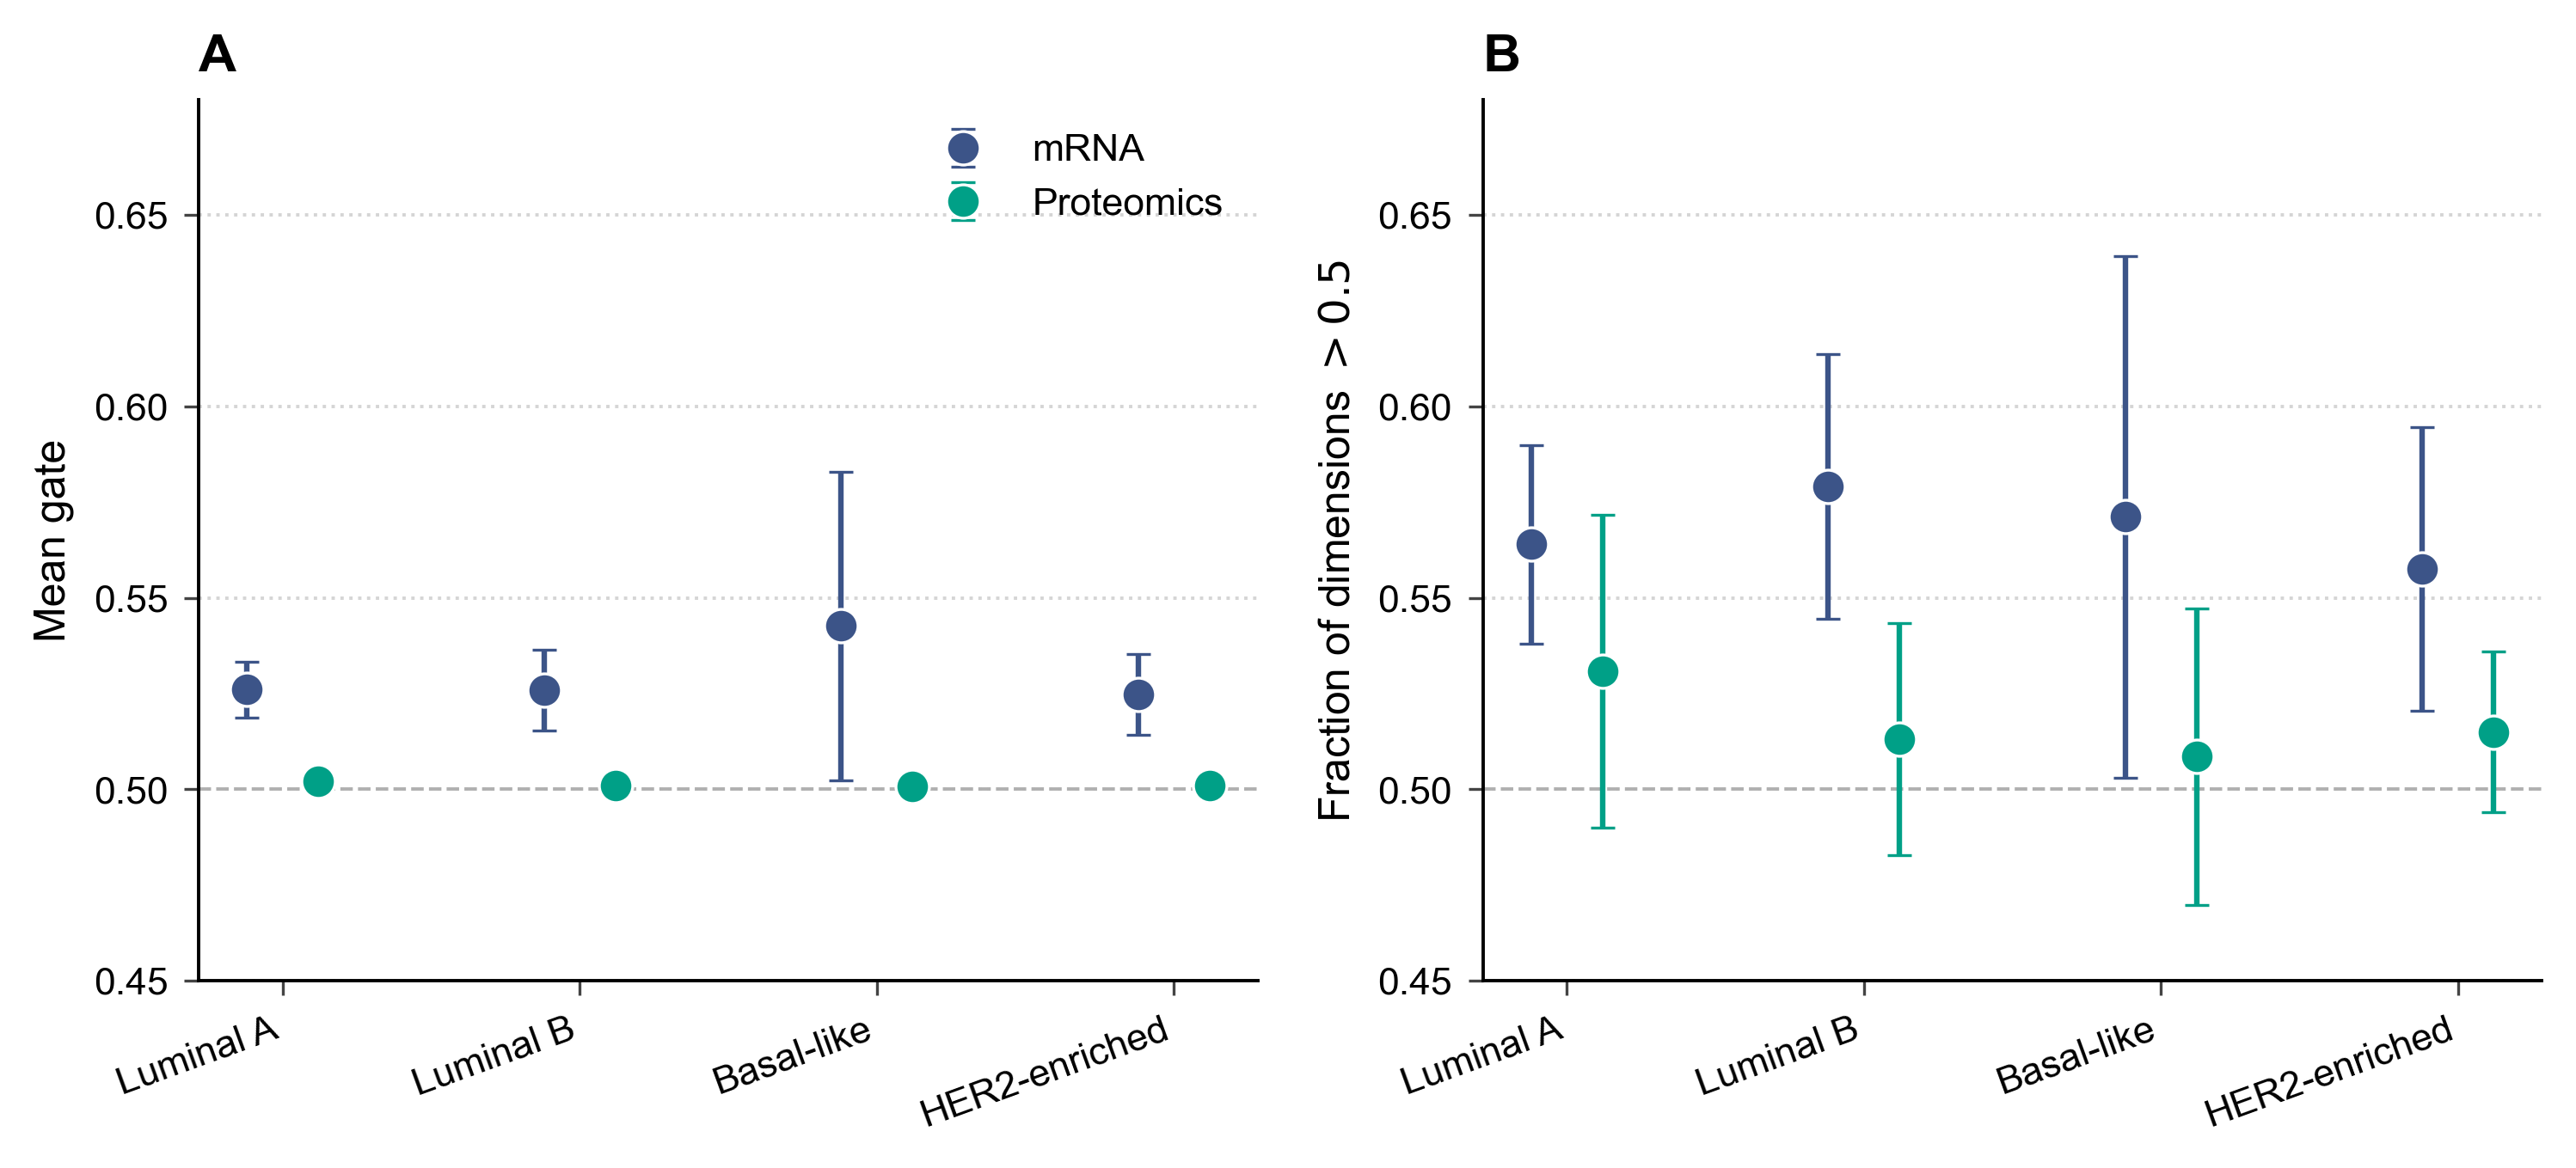 A
mRNA
Proteomics
Mean gate
0.65
0.60
0.55
0.50
0.45
Luminal A
Luminal B
Basal-like
HER2-enriched
B
Fraction of dimensions > 0.5
0.65
0.60
0.55
0.50
0.45
Luminal A
Luminal B
Basal-like
HER2-enriched